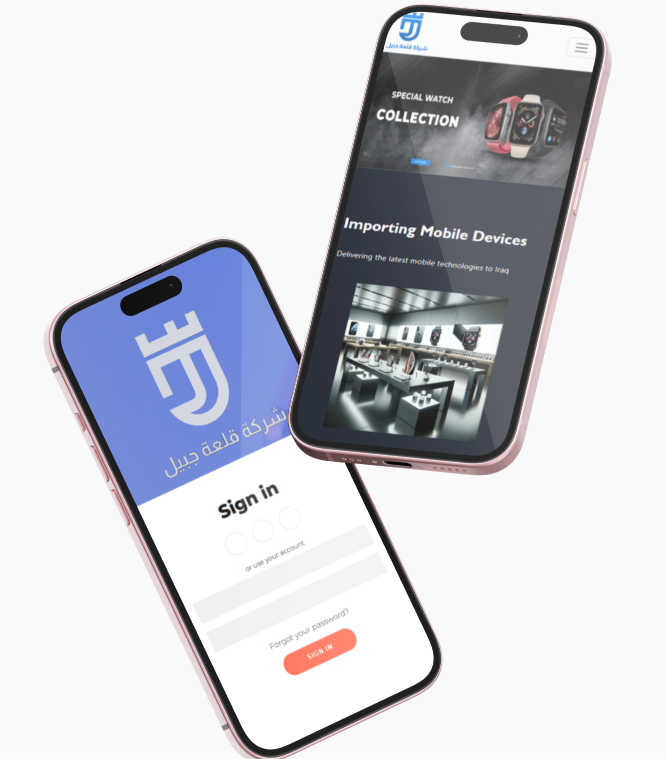 شركة قلعة جبيل
SPECIAL WATCH
COLLECTION
Importing Mobile Devices
Delivering the latest mobile technologies to Iraq
شركة قلعة جبيل
Sign in
or use your account
Forgot your password?
SIGN IN